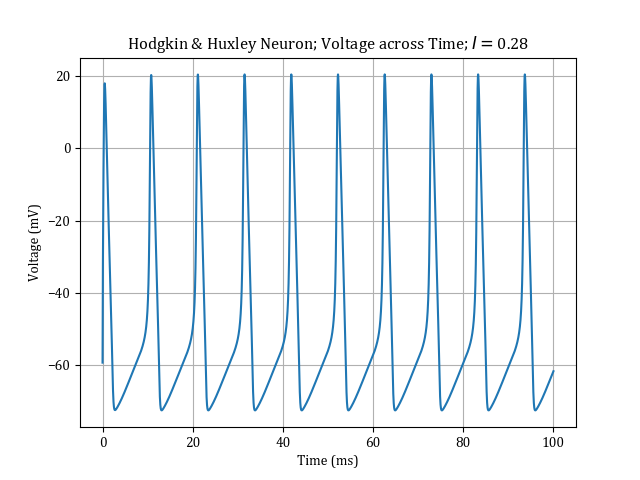 Hodgkin & Huxley Neuron; Voltage across Time; I = 0.28
20
0
−20
−40
−60
Voltage (mV)
0 20 40 60 80 100
Time (ms)